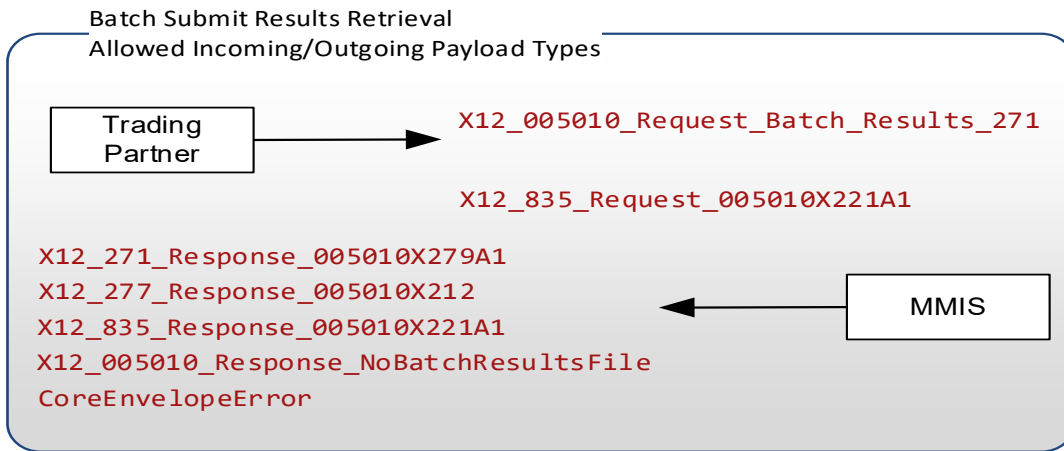 Batch Submit Results Retrieval
Allowed Incoming/Outgoing Payload Types
Trading
Partner
X12_005010_Request_Batch_Results_271
X12_835_Request_005010X221A1
X12_271_Response_005010X279A1
X12_277_Response_005010X212
X12_835_Response_005010X221A1
X12_005010_Response_NoBatchResultsFile
CoreEnvelopeError
MMIS